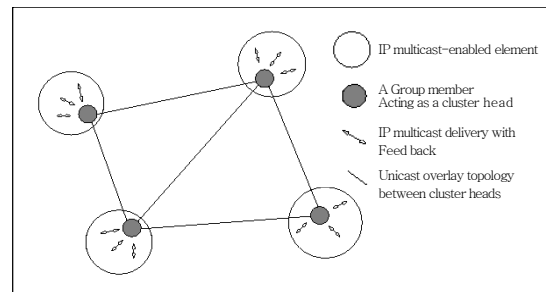 IP multicast-enabled element
A Group member
Acting as a cluster head
IP multicast delivery with
Feed back
Unicast overlay topology
between cluster heads